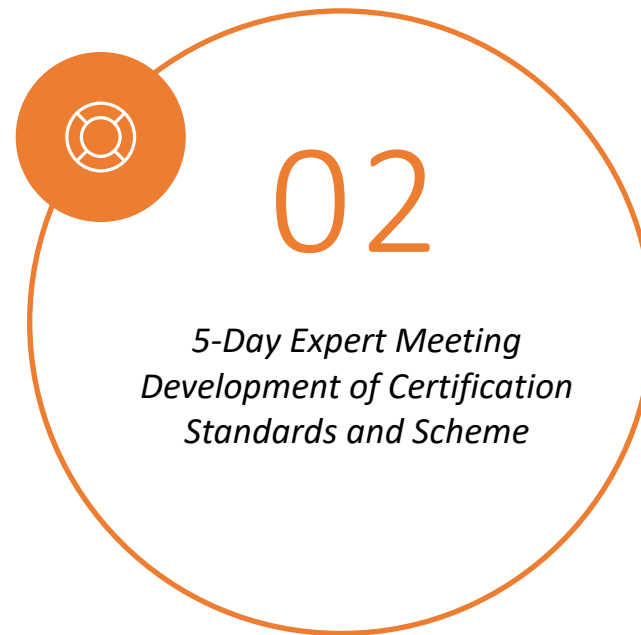 02
5-Day Expert Meeting
Development of Certification
Standards and Scheme